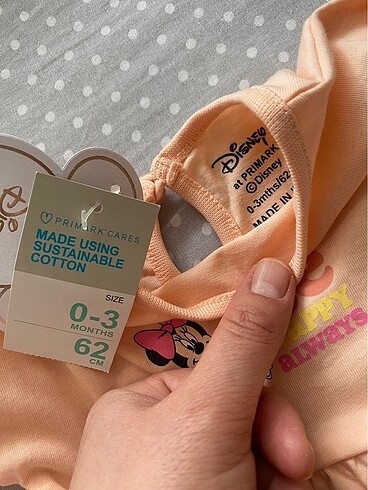 PRIMARK CARES
MADE USING
SUSTAINABLE
COTTON
SIZE
0-3
MONTHS
62
CM
Disney
at PRIMARK
©Disney
0-3mths/62
MADE IN
always